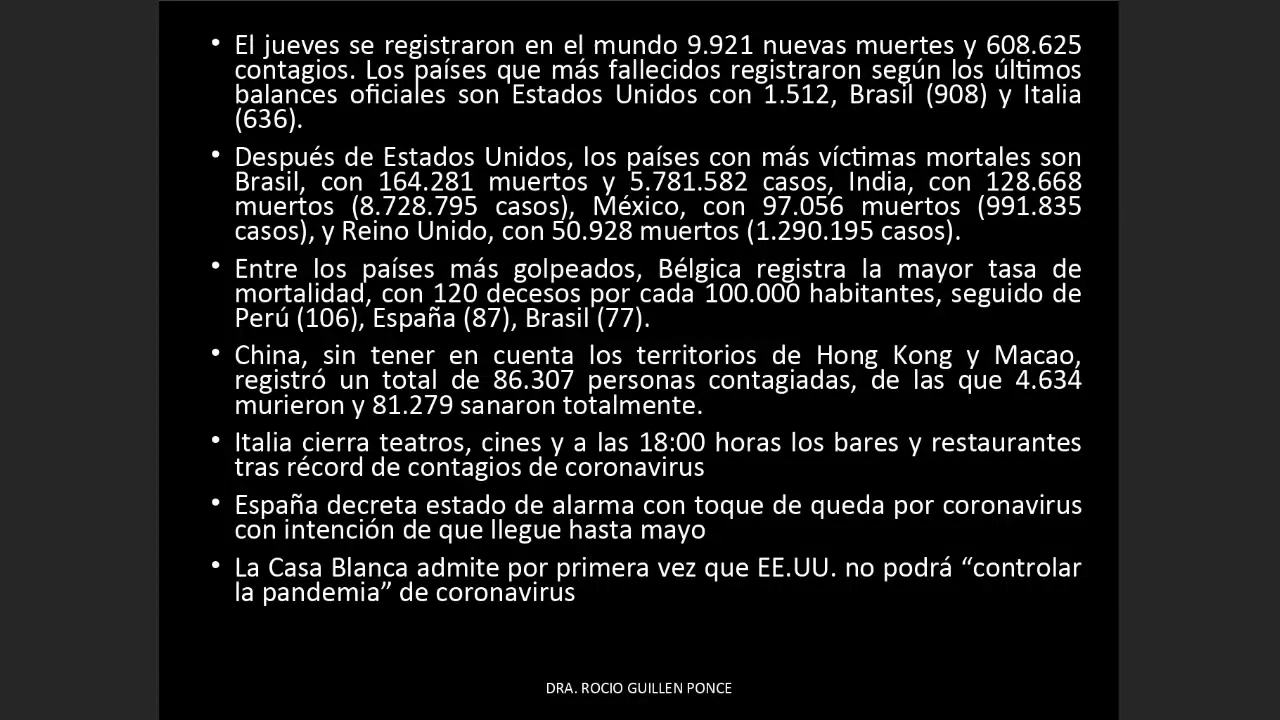 • El jueves se registraron en el mundo 9.921 nuevas muertes y 608.625
contagios. Los países que más fallecidos registraron según los últimos
balances oficiales son Estados Unidos con 1.512, Brasil (908) y Italia
(636).
• Después de Estados Unidos, los países con más víctimas mortales son
Brasil, con 164.281 muertos y 5.781.582 casos, India, con 128.668
muertos (8.728.795 casos), México, con 97.056 muertos (991.835
casos), y Reino Unido, con 50.928 muertos (1.290.195 casos).
• Entre los países más golpeados, Bélgica registra la mayor tasa de
mortalidad, con 120 decesos por cada 100.000 habitantes, seguido de
Perú (106), España (87), Brasil (77).
• China, sin tener en cuenta los territorios de Hong Kong y Macao,
registró un total de 86.307 personas contagiadas, de las que 4.634
murieron y 81.279 sanaron totalmente.
• Italia cierra teatros, cines y a las 18:00 horas los bares y restaurantes
tras récord de contagios de coronavirus
• España decreta estado de alarma con toque de queda por coronavirus
con intención de que llegue hasta mayo
• La Casa Blanca admite por primera vez que EE.UU. no podrá “controlar
la pandemia” de coronavirus
DRA. ROCIO GUILLEN PONCE